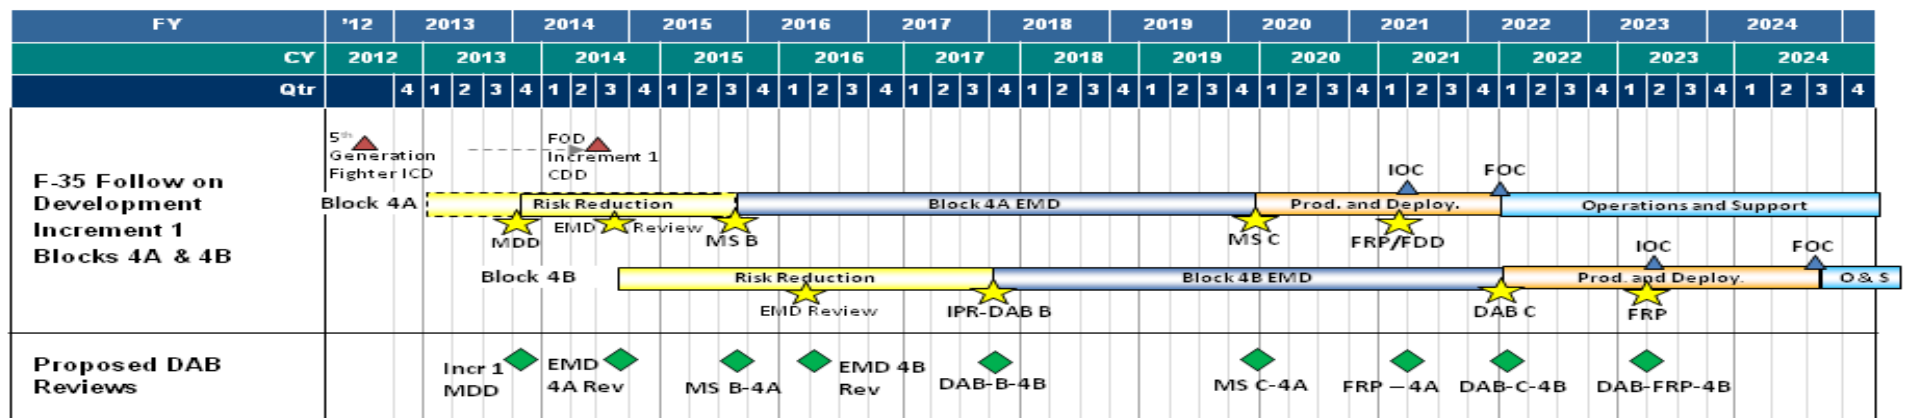 FY '12 2013 2014 2015 2016 2017 2018 2019 2020 2021 2022 2023 2024
CY 2012 2013 2014 2015 2016 2017 2018 2019 2020 2021 2022 2023 2024
Qtr 4 1 2 3 4 1 2 3 4 1 2 3 4 1 2 3 4 1 2 3 4 1 2 3 4 1 2 3 4 1 2 3 4 1 2 3 4 1 2 3 4 1 2 3 4 1 2 3 4
5th
Generation
Fighter ICD
FOD
Increment 1
CDD
IOC FOC
F-35 Follow on
Development
Increment 1
Blocks 4A & 4B
Block 4A Risk Reduction Block 4A EMD Prod. and Deploy. Operations and Support
MDD EMD Review MS B MS C FRP/FDD
IOC FOC
Block 4B Risk Reduction Block 4B EMD Prod. and Deploy. O & S
EMD Review IPR-DAB B DAB C FRP
Proposed DAB
Reviews
Incr 1
MDD
EMD
4A Rev
MS B-4A
EMD 4B
Rev
DAB-B-4B
MS C-4A
FRP – 4A
DAB-C-4B
DAB-FRP-4B